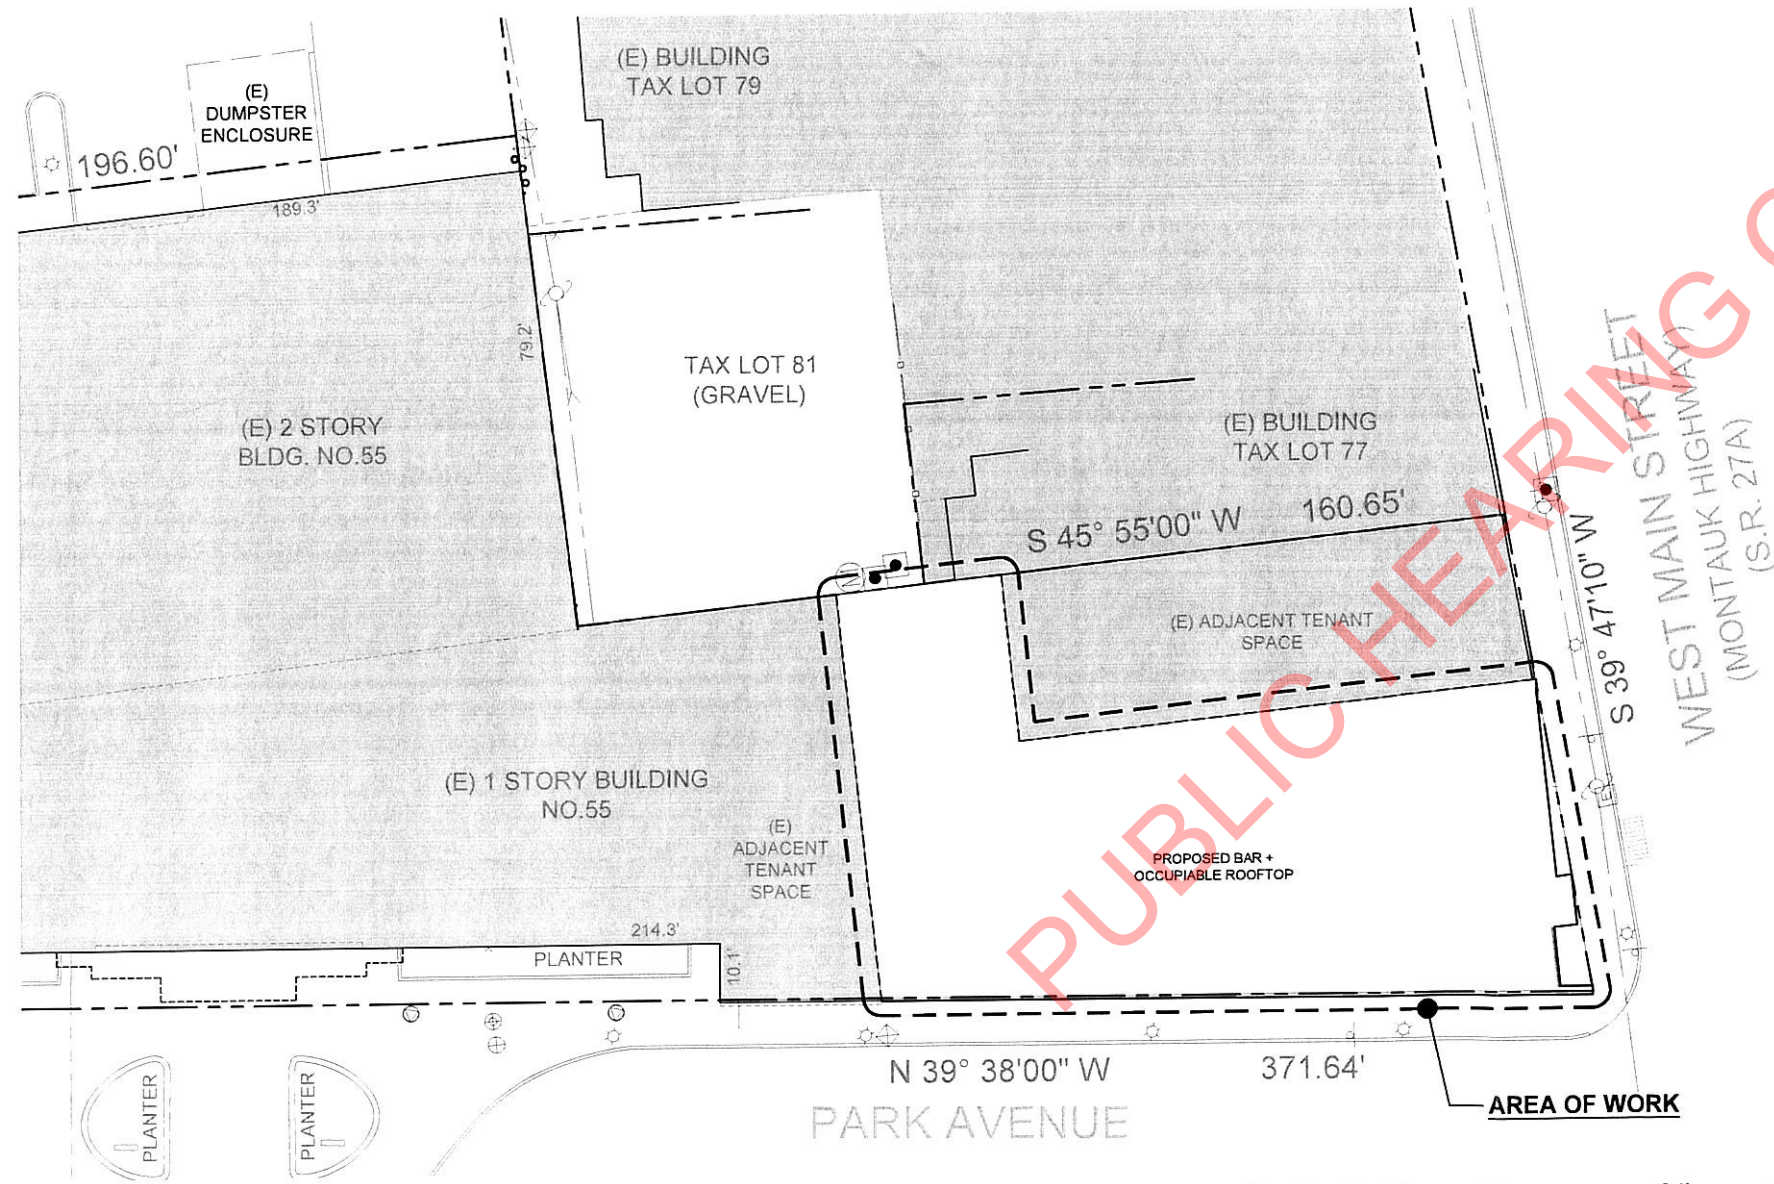 (E) BUILDING
TAX LOT 79
(E)
DUMPSTER
ENCLOSURE
196.60'
189.3'
79.2'
TAX LOT 81
(GRAVEL)
(E) 2 STORY
BLDG. NO.55
(E) BUILDING
TAX LOT 77
S 45° 55'00" W 160.65'
(E) ADJACENT TENANT
SPACE
S 39° 47'10" W
WEST MAIN STREET
(MONTAUK HIGHWAY)
(S.R. 27A)
(E) 1 STORY BUILDING
NO.55
(E)
ADJACENT
TENANT
SPACE
PROPOSED BAR +
OCCUPIABLE ROOFTOP
214.3'
10.1'
PLANTER
PLANTER
PLANTER
N 39° 38'00" W 371.64'
PARK AVENUE
AREA OF WORK
PUBLIC HEARING